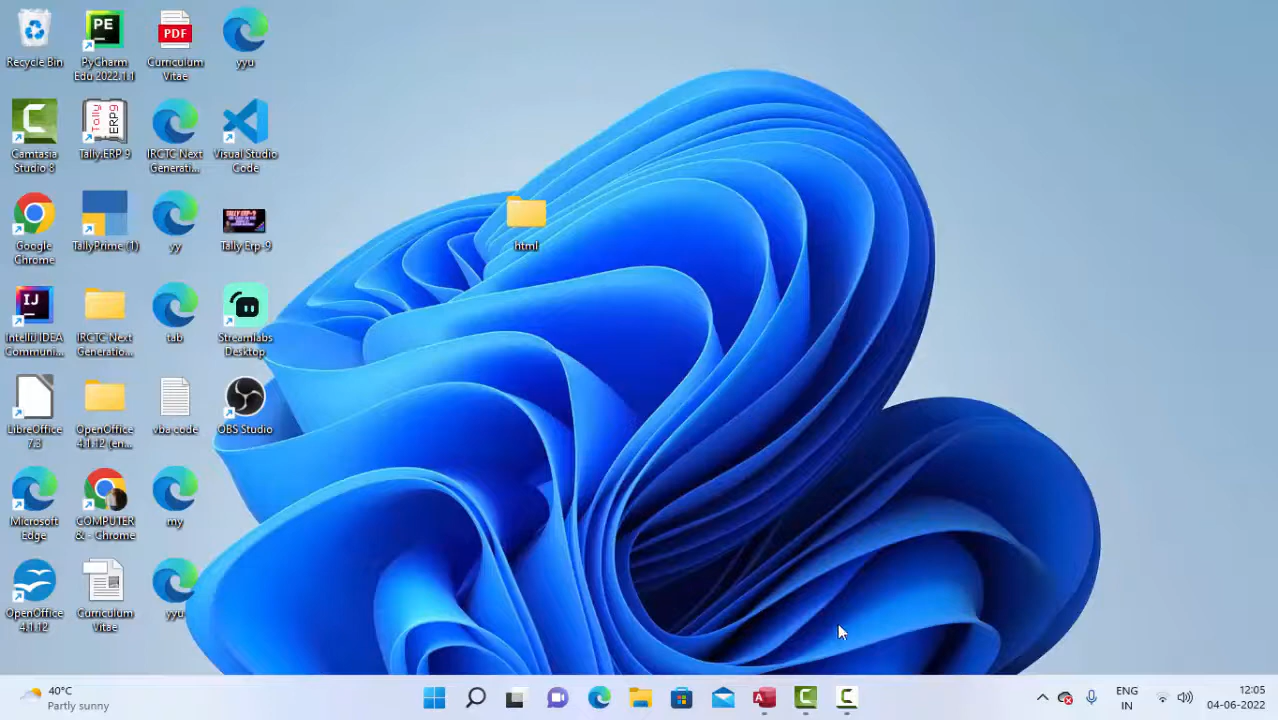 Recycle Bin
PyCharm
Edu 2022.1.1
PDF
Curriculum
Vitae
yyu
Camtasia
Studio 8
Tally.ERP 9
IRCTC Next
Generati...
Visual Studio
Code
Google
Chrome
TallyPrime (1)
yy
Tally Erp- 9
html
IntelliJ IDEA
Communi...
IRCTC Next
Generatio...
tab
Streamlabs
Desktop
LibreOffice
7.3
OpenOffice
4.1.12 (en...
vba code
OBS Studio
Microsoft
Edge
COMPUTER
& - Chrome
my
OpenOffice
4.1.12
Curriculum
Vitae
yyu
40°C
Partly sunny
ENG
IN
12:05
04-06-2022